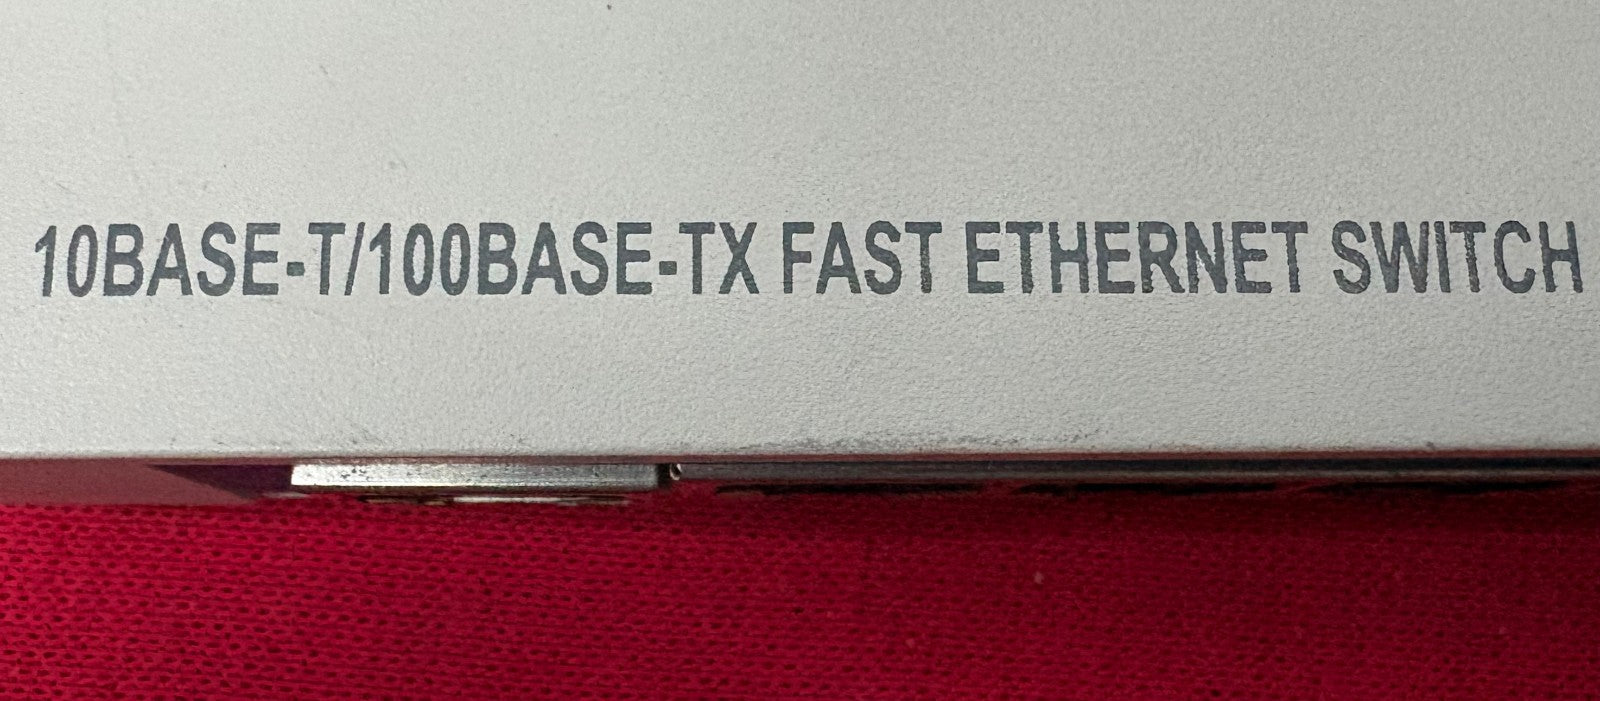 10BASE-T/100BASE-TX FAST ETHERNET SWITCH